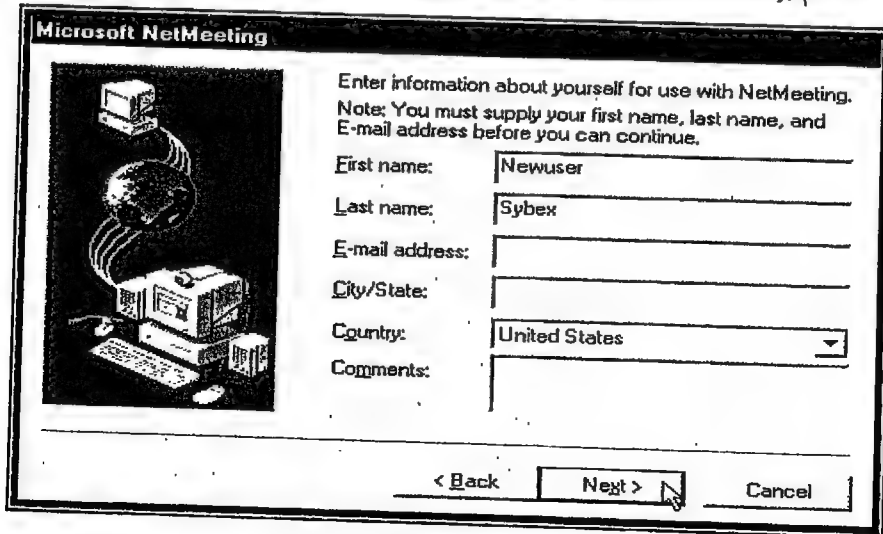 Microsoft NetMeeting
Enter information about yourself for use with NetMeeting.
Note: You must supply your first name, last name, and
E-mail address before you can continue.
First name: Newuser
Last name: Sybex
E-mail address:
City/State:
Country: United States
Comments:
< Back Next > Cancel